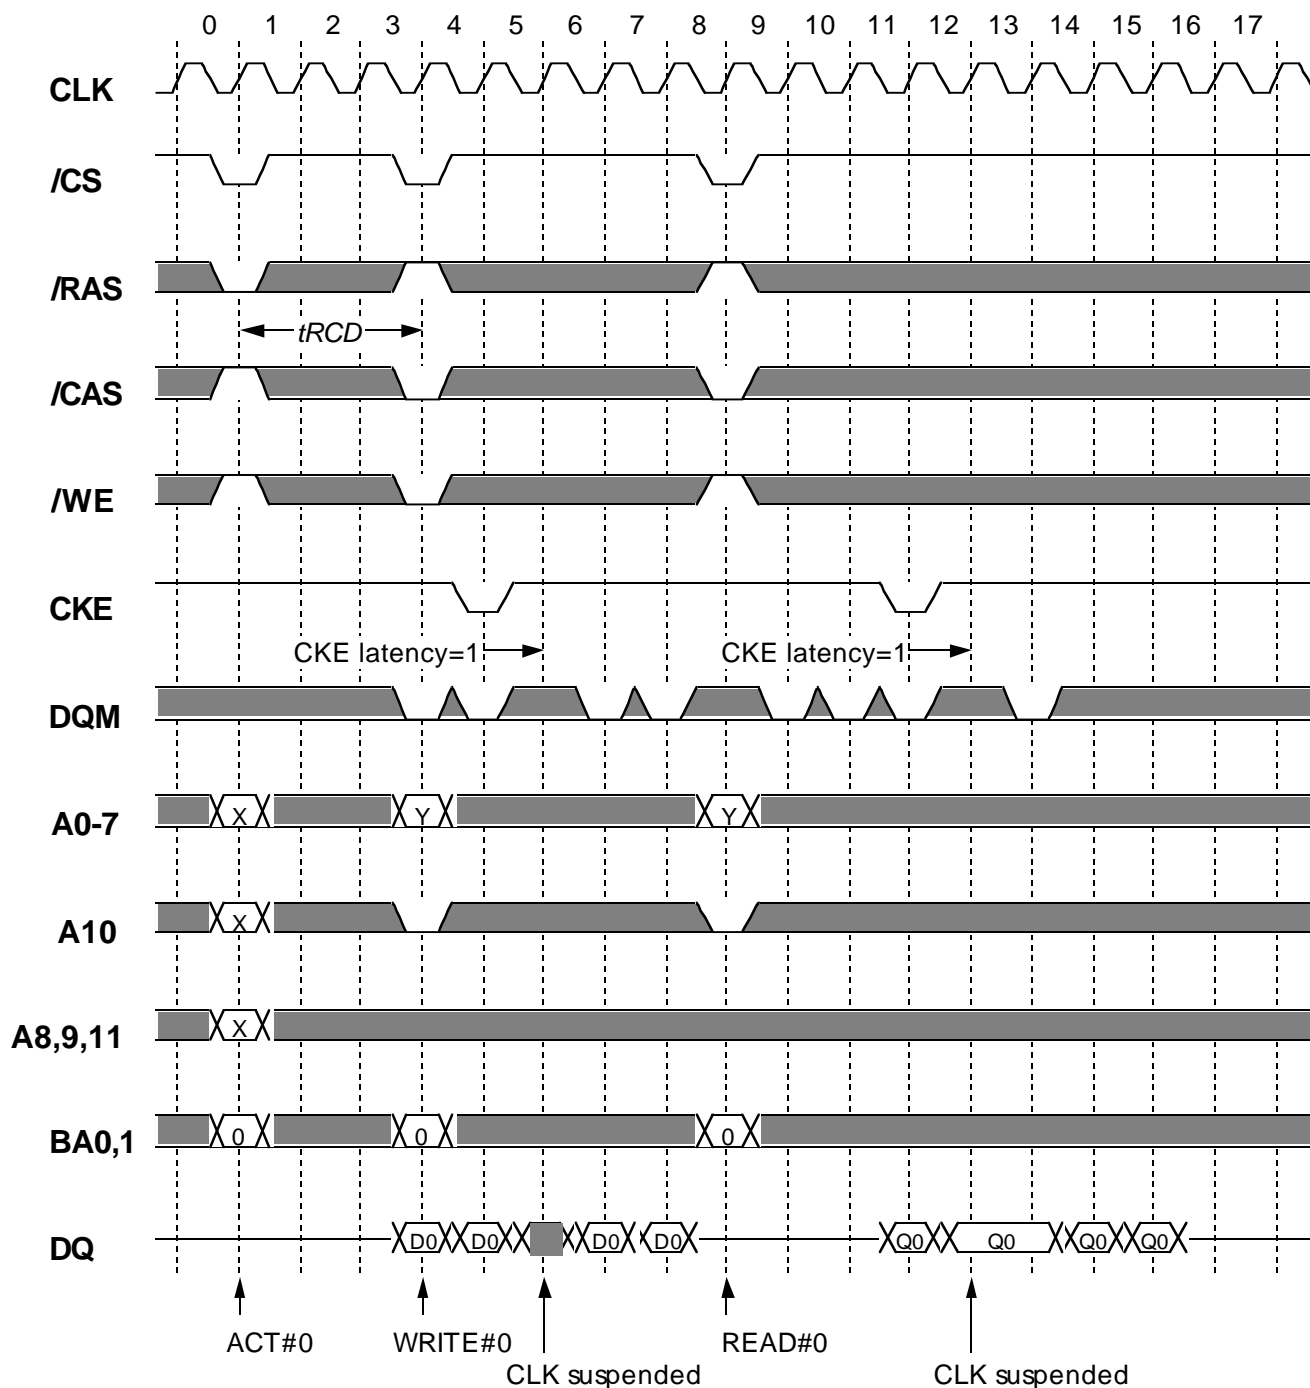 0 1 2 3 4 5 6 7 8 9 10 11 12 13 14 15 16 17
CLK
/CS
/RAS
tRCD
/CAS
/WE
CKE
CKE latency=1 CKE latency=1
DQM
A0-7 X Y Y
A10 X
A8,9,11 X
BA0,1 0 0 0
DQ D0 D0 D0 D0 Q0 Q0 Q0 Q0
ACT#0 WRITE#0 READ#0
CLK suspended CLK suspended